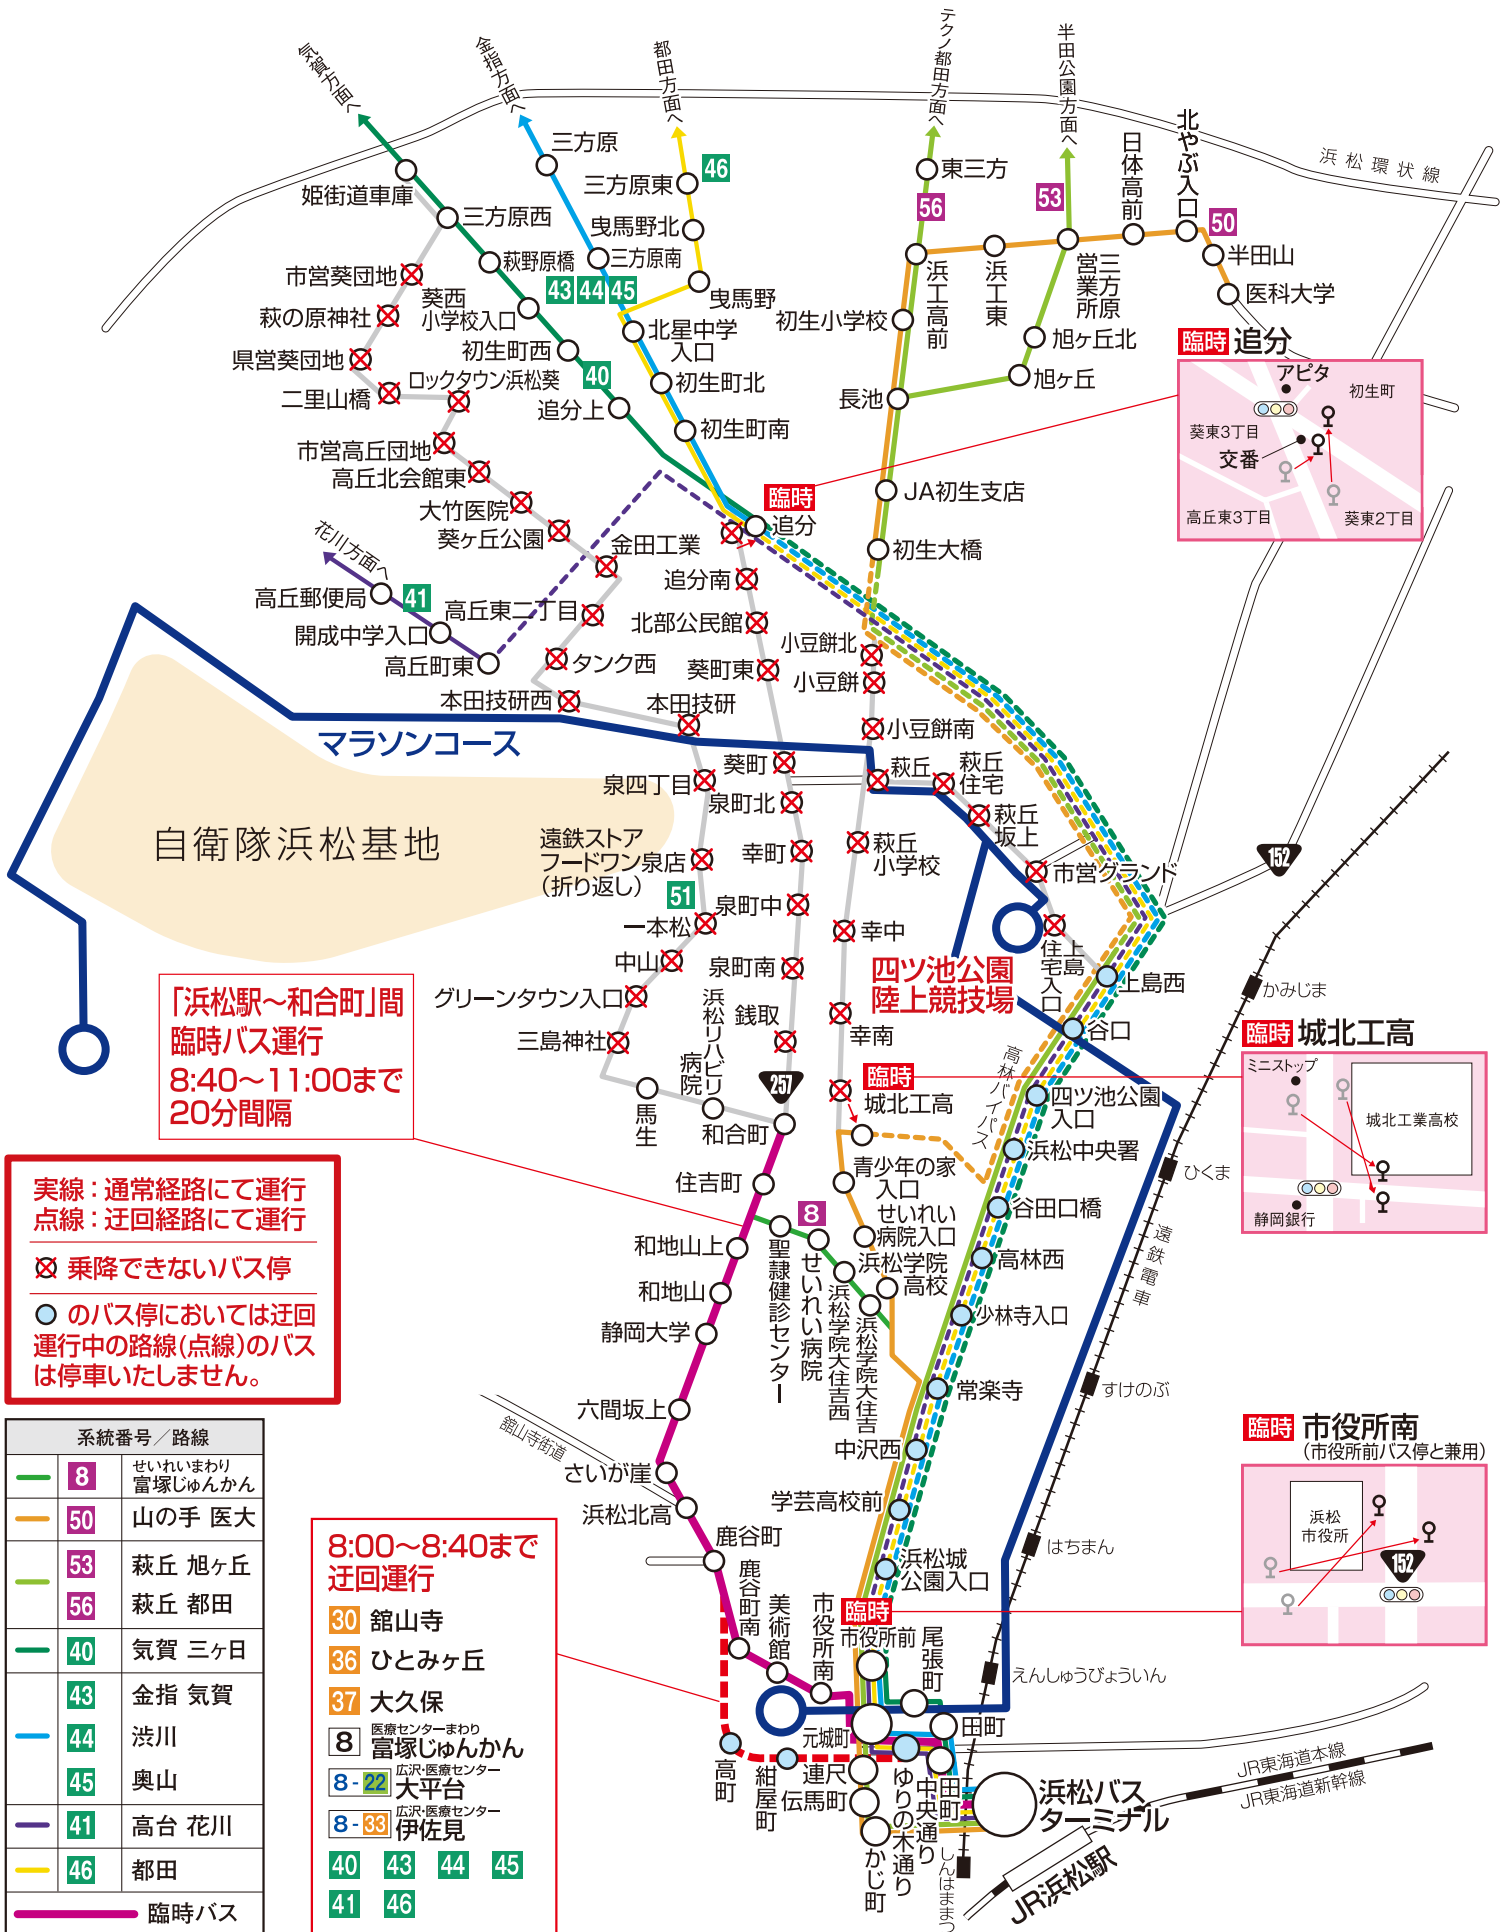 気賀方面へ
金指方面へ
都田方面へ
テクノ都田方面へ
半田公園方面へ
浜松環状線
姫街道車庫
三方原西
萩野原橋
葵西
小学校入口
初生町西
追分上
三方原
三方原南
北星中学
入口
初生町北
初生町南
三方原東
曳馬野北
曳馬野
46
43 44 45
40
東三方
56
53
50
浜工高前
浜工東
三方原
営業所
日体高前
北やぶ入口
半田山
医科大学
初生小学校
旭ヶ丘北
旭ヶ丘
長池
JA初生支店
初生大橋
市営葵団地
萩の原神社
県営葵団地
二里山橋
ロックタウン浜松葵
市営高丘団地
高丘北会館東
大竹医院
葵ヶ丘公園
金田工業
高丘東二丁目
タンク西
本田技研西
本田技研
花川方面へ
高丘郵便局
41
開成中学入口
高丘町東
臨時
追分
追分南
北部公民館
葵町東
小豆餅北
小豆餅
小豆餅南
マラソンコース
自衛隊浜松基地
葵町
泉町北
幸町
泉町中
泉町南
銭取
257
泉四丁目
遠鉄ストア
フードワン泉店
(折り返し)
51
一本松
中山
グリーンタウン入口
三島神社
馬生
浜松リハビリ
病院
和合町
萩丘
萩丘
住宅
萩丘
坂上
萩丘
小学校
市営グランド
幸中
幸南
上島
住宅
入口
上島西
四ツ池公園
陸上競技場
谷口
高林バイパス
臨時
城北工高
四ツ池公園
入口
浜松中央署
谷田口橋
高林西
少林寺入口
常楽寺
中沢西
学芸高校前
浜松城
公園入口
青少年の家
入口
せいれい
病院入口
浜松学院
高校
8
聖隷健診センター
せいれい病院
浜松学院大住吉西
浜松学院大住吉
住吉町
和地山上
和地山
静岡大学
六間坂上
舘山寺街道
さいが崖
浜松北高
鹿谷町
鹿谷町南
美術館
市役所南
臨時
市役所前
尾張町
元城町
田町
高町
紺屋町
連尺
伝馬町
かじ町
ゆりの木通り
中央通り
田町
浜松バス
ターミナル
JR浜松駅
JR東海道本線
JR東海道新幹線
152
かみじま
ひくま
遠鉄電車
すけのぶ
はちまん
えんしゅうびょういん
しんはままつ
臨時 追分
アピタ
初生町
葵東3丁目
交番
高丘東3丁目
葵東2丁目
臨時 城北工高
ミニストップ
城北工業高校
静岡銀行
臨時 市役所南
(市役所前バス停と兼用)
浜松
市役所
152
「浜松駅〜和合町」間
臨時バス運行
8:40〜11:00まで
20分間隔
実線:通常経路にて運行
点線:迂回経路にて運行
乗降できないバス停
のバス停においては迂回
運行中の路線(点線)のバス
は停車いたしません。
系統番号/路線
8 せいれいまわり
富塚じゅんかん
50 山の手 医大
53 萩丘 旭ヶ丘
56 萩丘 都田
40 気賀 三ヶ日
43 金指 気賀
44 渋川
45 奥山
41 高台 花川
46 都田
臨時バス
8:00〜8:40まで
迂回運行
30 舘山寺
36 ひとみヶ丘
37 大久保
8 医療センターまわり
富塚じゅんかん
8-22 広沢・医療センター
大平台
8-33 広沢・医療センター
伊佐見
40 43 44 45
41 46